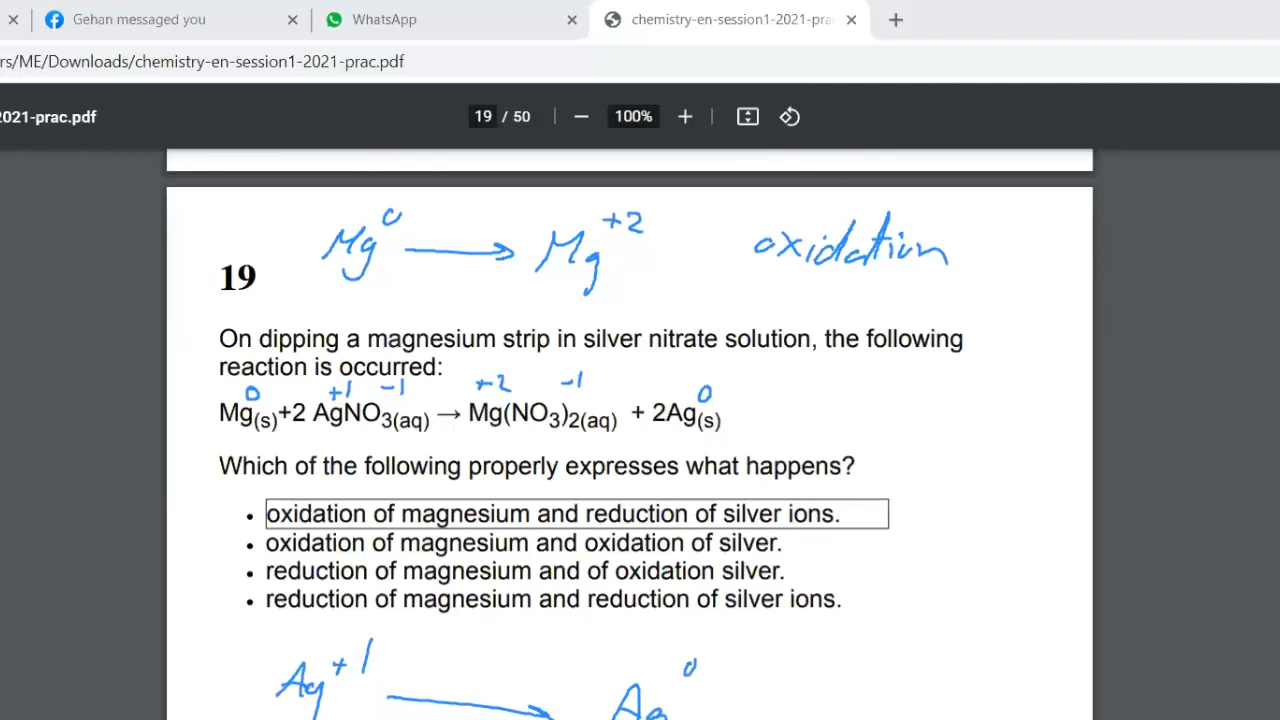 Gehan messaged you
WhatsApp
chemistry-en-session1-2021-pra
rs/ME/Downloads/chemistry-en-session1-2021-prac.pdf
2021-prac.pdf
19 / 50
100%
Mg⁰ → Mg⁺² oxidation
19
On dipping a magnesium strip in silver nitrate solution, the following
reaction is occurred:
0 +1 -1 +2 -1 0
Mg(s)+2 AgNO3(aq) → Mg(NO3)2(aq) + 2Ag(s)
Which of the following properly expresses what happens?
• oxidation of magnesium and reduction of silver ions.
• oxidation of magnesium and oxidation of silver.
• reduction of magnesium and of oxidation silver.
• reduction of magnesium and reduction of silver ions.
Ag⁺¹ → Ag⁰